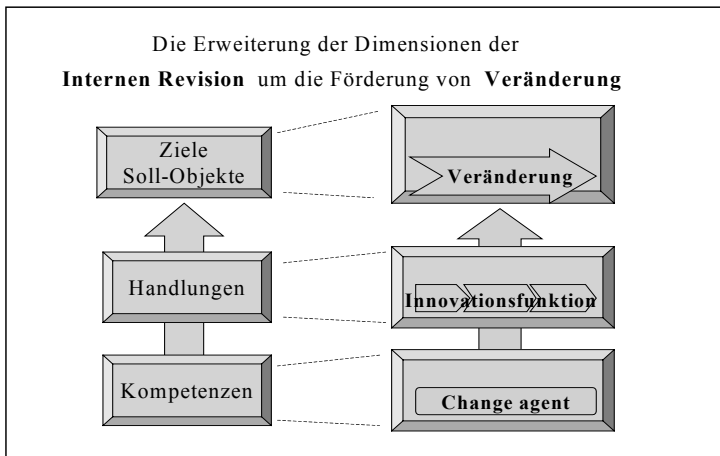 Die Erweiterung der Dimensionen der
Internen Revision um die Förderung von Veränderung
Ziele
Soll-Objekte
Veränderung
Handlungen
Innovationsfunktion
Kompetenzen
Change agent